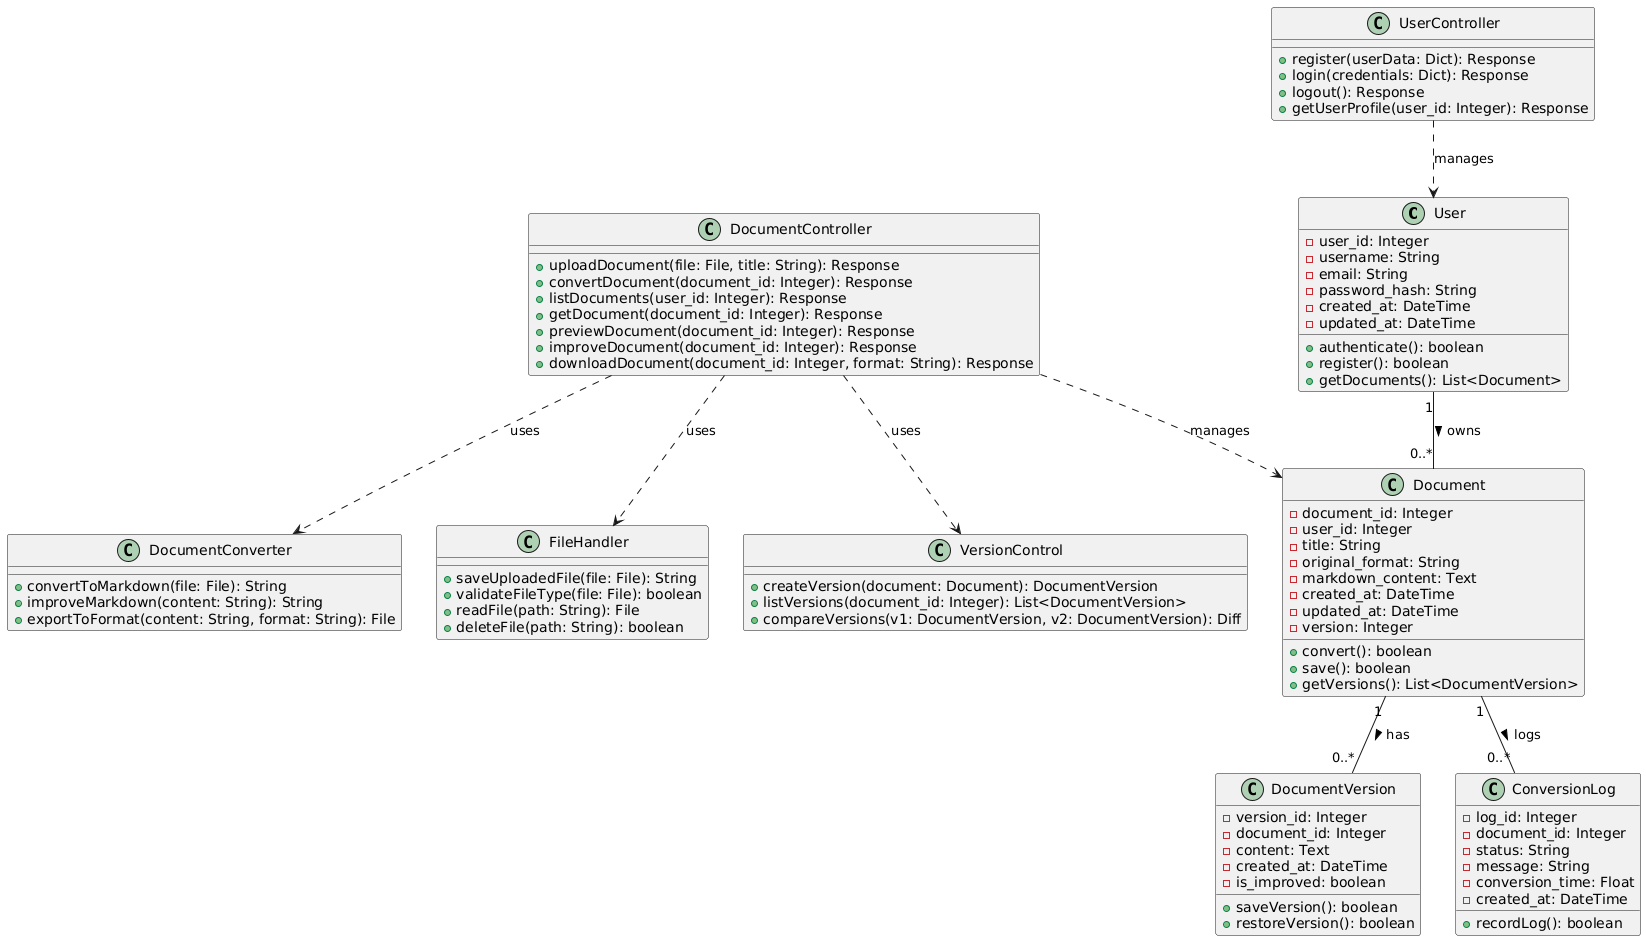 C UserController
register(userData: Dict): Response
login(credentials: Dict): Response
logout(): Response
getUserProfile(user_id: Integer): Response
manages
C User
user_id: Integer
username: String
email: String
password_hash: String
created_at: DateTime
updated_at: DateTime
authenticate(): boolean
register(): boolean
getDocuments(): List<Document>
C DocumentController
uploadDocument(file: File, title: String): Response
convertDocument(document_id: Integer): Response
listDocuments(user_id: Integer): Response
getDocument(document_id: Integer): Response
previewDocument(document_id: Integer): Response
improveDocument(document_id: Integer): Response
downloadDocument(document_id: Integer, format: String): Response
uses
uses
uses
manages
1
owns
0..*
C DocumentConverter
convertToMarkdown(file: File): String
improveMarkdown(content: String): String
exportToFormat(content: String, format: String): File
C FileHandler
saveUploadedFile(file: File): String
validateFileType(file: File): boolean
readFile(path: String): File
deleteFile(path: String): boolean
C VersionControl
createVersion(document: Document): DocumentVersion
listVersions(document_id: Integer): List<DocumentVersion>
compareVersions(v1: DocumentVersion, v2: DocumentVersion): Diff
C Document
document_id: Integer
user_id: Integer
title: String
original_format: String
markdown_content: Text
created_at: DateTime
updated_at: DateTime
version: Integer
convert(): boolean
save(): boolean
getVersions(): List<DocumentVersion>
1
has
0..*
1
logs
0..*
C DocumentVersion
version_id: Integer
document_id: Integer
content: Text
created_at: DateTime
is_improved: boolean
saveVersion(): boolean
restoreVersion(): boolean
C ConversionLog
log_id: Integer
document_id: Integer
status: String
message: String
conversion_time: Float
created_at: DateTime
recordLog(): boolean